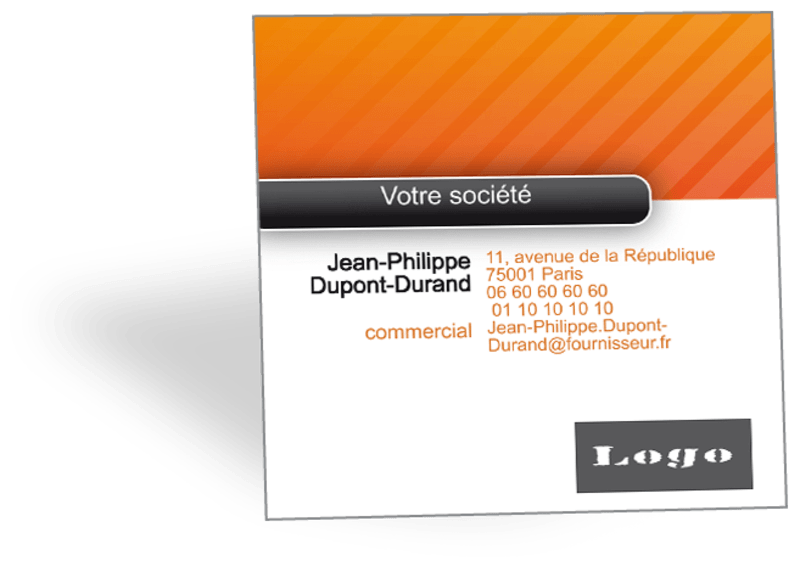 Votre société
Jean-Philippe
Dupont-Durand
commercial
11, avenue de la République
75001 Paris
06 60 60 60 60
01 10 10 10 10
Jean-Philippe.Dupont-
Durand@fournisseur.fr
Logo